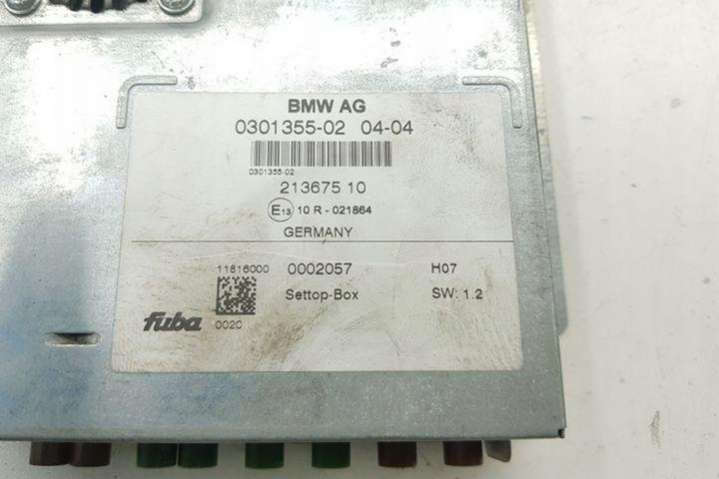 BMW AG
0301355-02 04-04
0301355-02
213675 10
E13 10 R - 021864
GERMANY
11616000 0002057 H07
Settop-Box SW: 1.2
fuba 0020